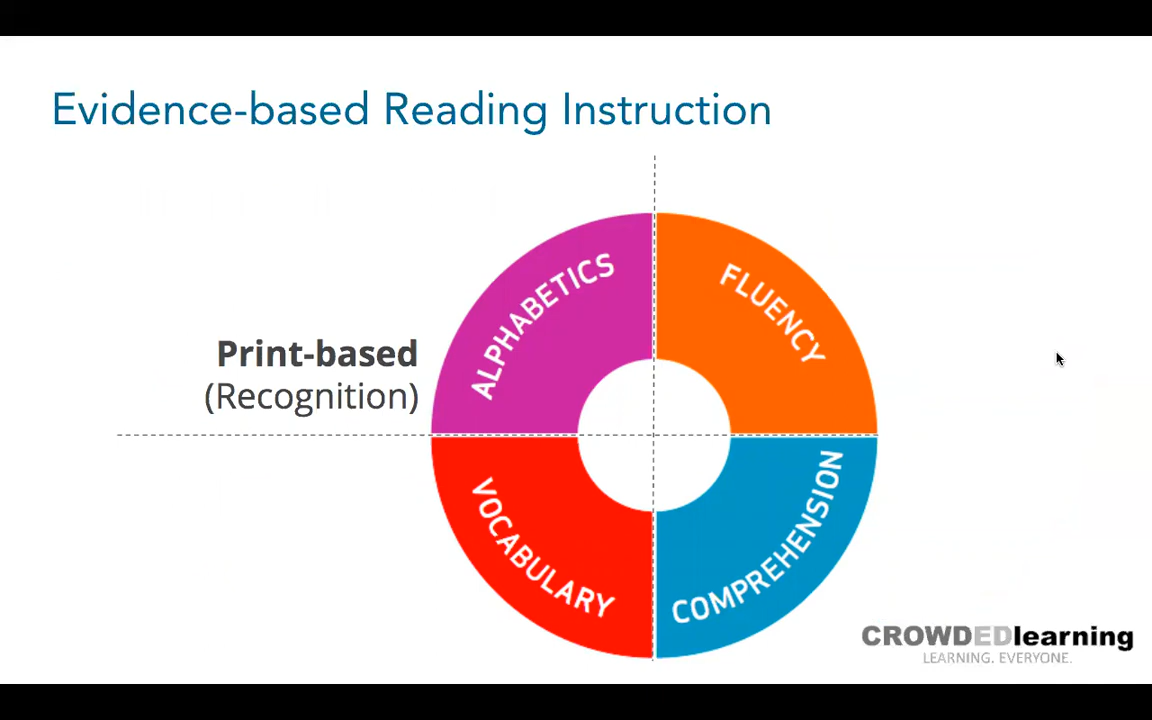 Evidence-based Reading Instruction
ALPHABETICS
FLUENCY
Print-based
(Recognition)
VOCABULARY
COMPREHENSION
CROWDEDlearning
LEARNING. EVERYONE.